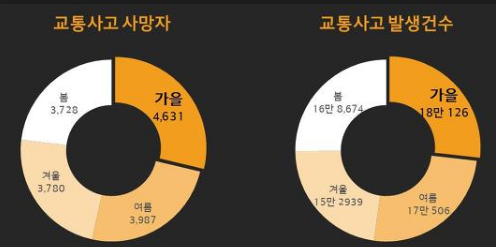 교통사고 사망자
교통사고 발생건수
가을
4,631
여름
3,987
겨울
3,780
봄
3,728
가을
18만 126
여름
17만 506
겨울
15만 2939
봄
16만 8,674